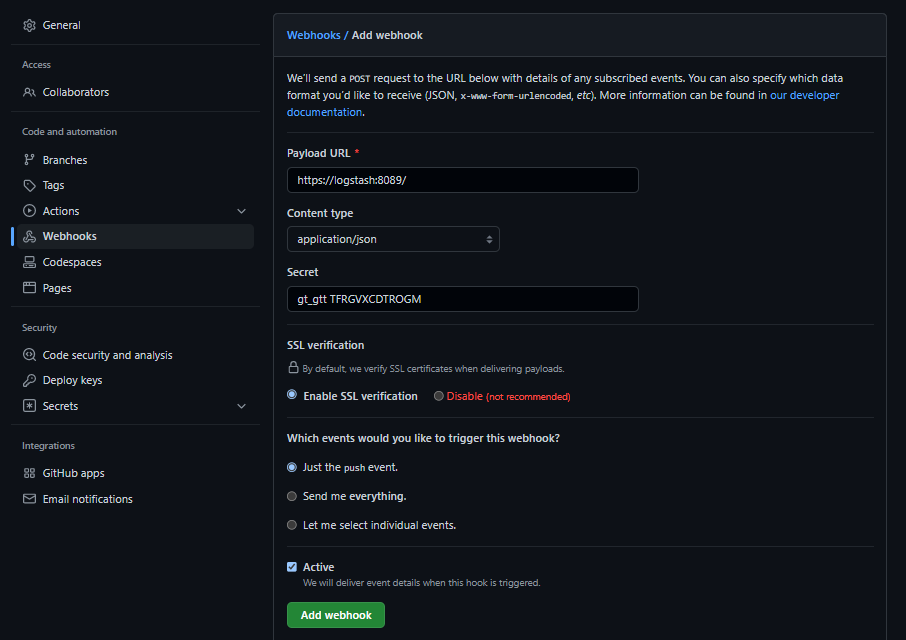 General
Access
Collaborators
Code and automation
Branches
Tags
Actions
Webhooks
Codespaces
Pages
Security
Code security and analysis
Deploy keys
Secrets
Integrations
GitHub apps
Email notifications
Webhooks / Add webhook
We'll send a POST request to the URL below with details of any subscribed events. You can also specify which data
format you'd like to receive (JSON, x-www-form-urlencoded, etc). More information can be found in our developer
documentation.
Payload URL *
https://logstash:8089/
Content type
application/json
Secret
gt_gtt TFRGVXCDTROGM
SSL verification
By default, we verify SSL certificates when delivering payloads.
Enable SSL verification Disable (not recommended)
Which events would you like to trigger this webhook?
Just the push event.
Send me everything.
Let me select individual events.
Active
We will deliver event details when this hook is triggered.
Add webhook